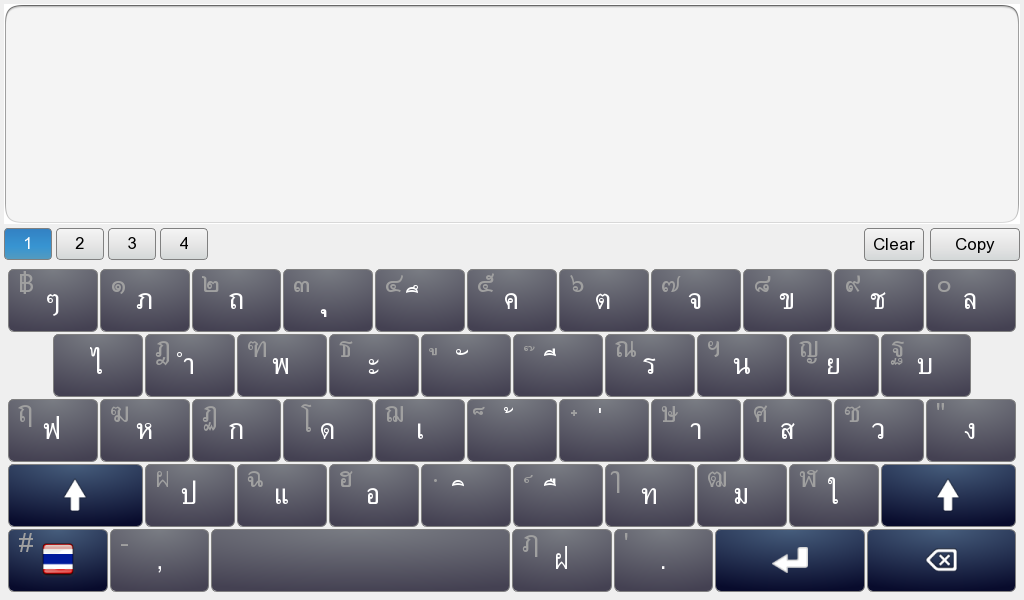 1 2 3 4 Clear Copy
฿ ๆ ๑ ภ ๒ ถ ๓ ุ ๔ ึ ๕ ค ๖ ต ๗ จ ๘ ข ๙ ช ๐ ล
ไ ฎ ำ ฑ พ ธ ะ ู ั ๊ ี ณ ร ฯ น ญ ย ฐ บ
ฤ ฟ ฆ ห ฏ ก โ ด ฌ เ ็ ้ ๋ ่ ษ า ศ ส ซ ว " ง
ผ ป ฉ แ ฮ อ ฺ ิ ์ ื ๅ ท ฒ ม ฬ ใ
# - , ฦ ฝ ' .